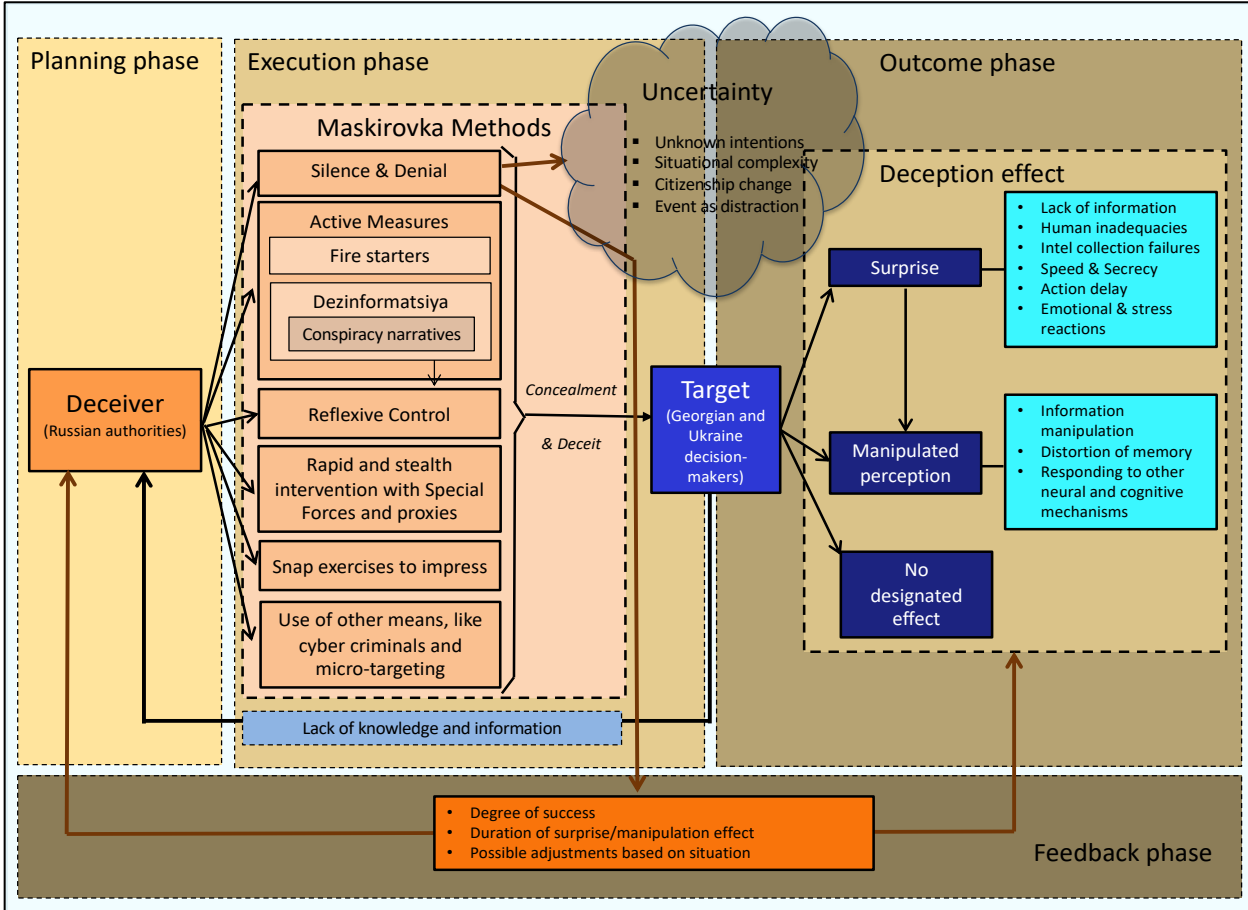 Planning phase
Execution phase
Outcome phase
Uncertainty
▪ Unknown intentions
▪ Situational complexity
▪ Citizenship change
▪ Event as distraction
Maskirovka Methods
Silence & Denial
Active Measures
Fire starters
Dezinformatsiya
Conspiracy narratives
Reflexive Control
Rapid and stealth
intervention with Special
Forces and proxies
Snap exercises to impress
Use of other means, like
cyber criminals and
micro-targeting
Lack of knowledge and information
Deceiver
(Russian authorities)
Concealment
& Deceit
Target
(Georgian and
Ukraine
decision-
makers)
Deception effect
Surprise
• Lack of information
• Human inadequacies
• Intel collection failures
• Speed & Secrecy
• Action delay
• Emotional & stress
reactions
Manipulated
perception
• Information
manipulation
• Distortion of memory
• Responding to other
neural and cognitive
mechanisms
No
designated
effect
• Degree of success
• Duration of surprise/manipulation effect
• Possible adjustments based on situation
Feedback phase